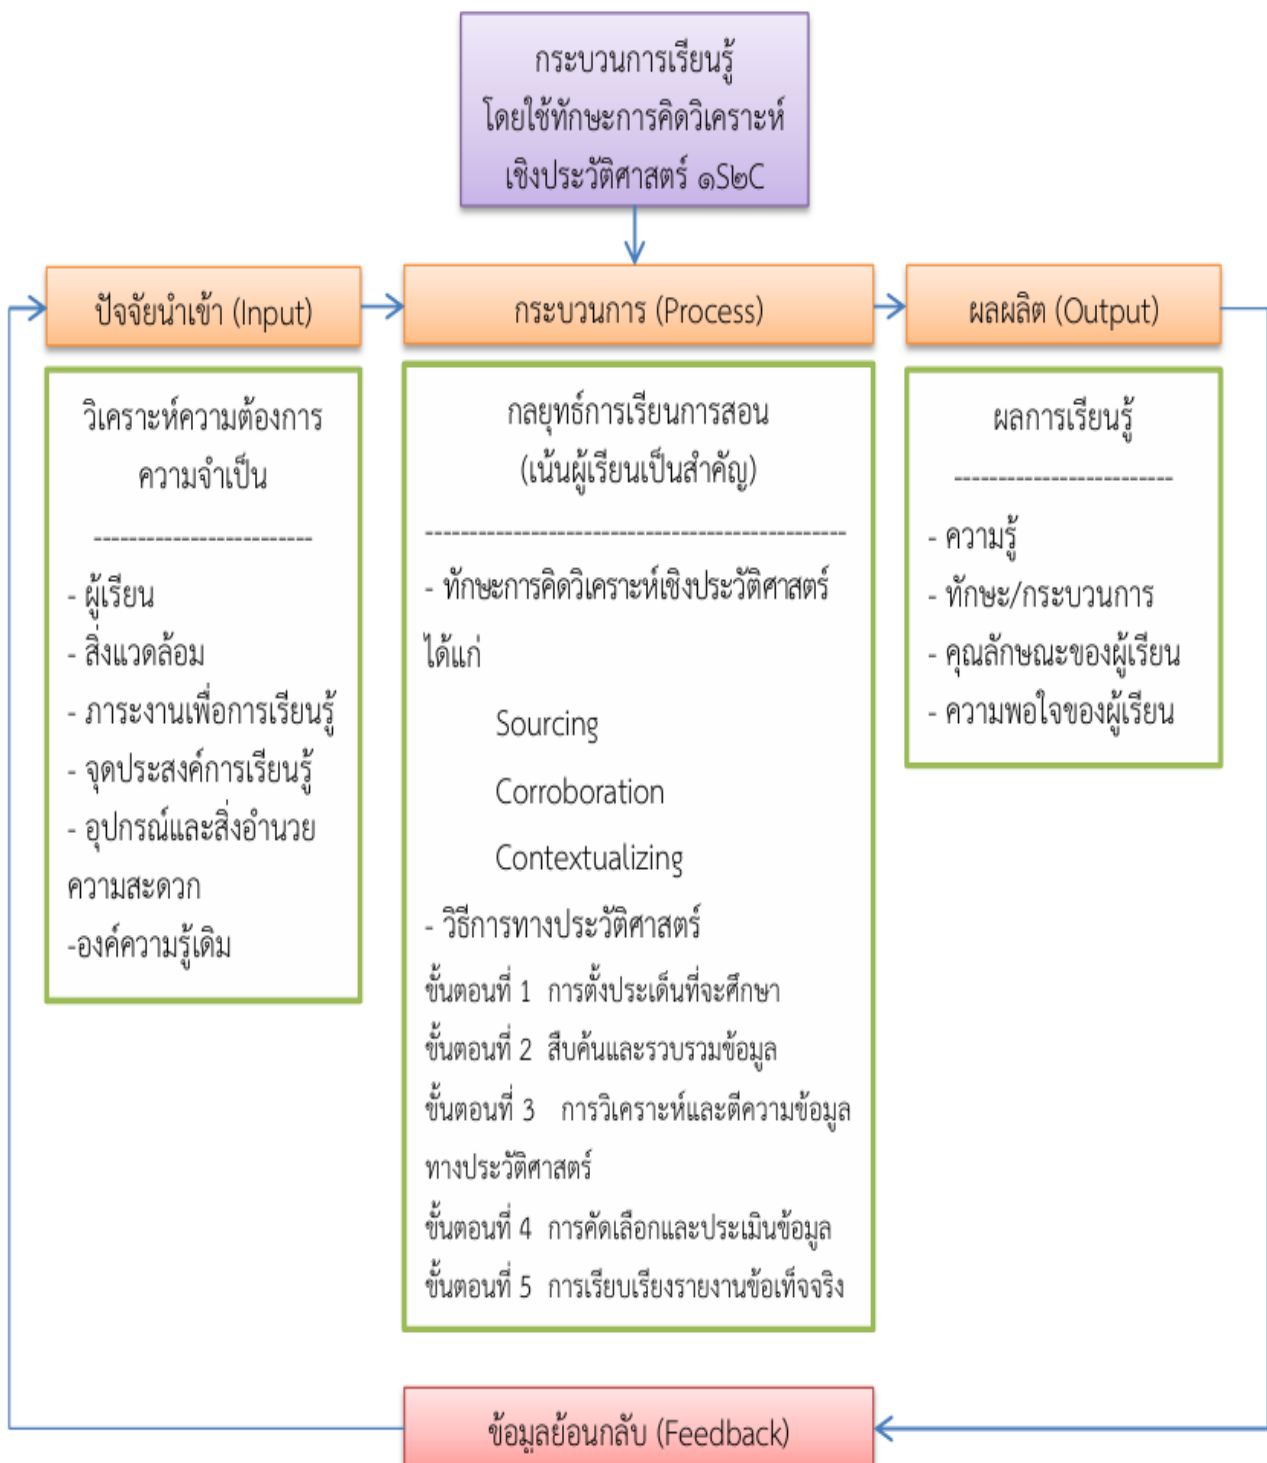 กระบวนการเรียนรู้
โดยใช้ทักษะการคิดวิเคราะห์
เชิงประวัติศาสตร์ ๑S๒C
ปัจจัยนำเข้า (Input)
วิเคราะห์ความต้องการ
ความจำเป็น
-------------------------
- ผู้เรียน
- สิ่งแวดล้อม
- ภาระงานเพื่อการเรียนรู้
- จุดประสงค์การเรียนรู้
- อุปกรณ์และสิ่งอำนวย
ความสะดวก
-องค์ความรู้เดิม
กระบวนการ (Process)
กลยุทธ์การเรียนการสอน
(เน้นผู้เรียนเป็นสำคัญ)
------------------------------------------------
- ทักษะการคิดวิเคราะห์เชิงประวัติศาสตร์
ได้แก่
Sourcing
Corroboration
Contextualizing
- วิธีการทางประวัติศาสตร์
ขั้นตอนที่ 1 การตั้งประเด็นที่จะศึกษา
ขั้นตอนที่ 2 สืบค้นและรวบรวมข้อมูล
ขั้นตอนที่ 3 การวิเคราะห์และตีความข้อมูล
ทางประวัติศาสตร์
ขั้นตอนที่ 4 การคัดเลือกและประเมินข้อมูล
ขั้นตอนที่ 5 การเรียบเรียงรายงานข้อเท็จจริง
ผลผลิต (Output)
ผลการเรียนรู้
-------------------------
- ความรู้
- ทักษะ/กระบวนการ
- คุณลักษณะของผู้เรียน
- ความพอใจของผู้เรียน
ข้อมูลย้อนกลับ (Feedback)